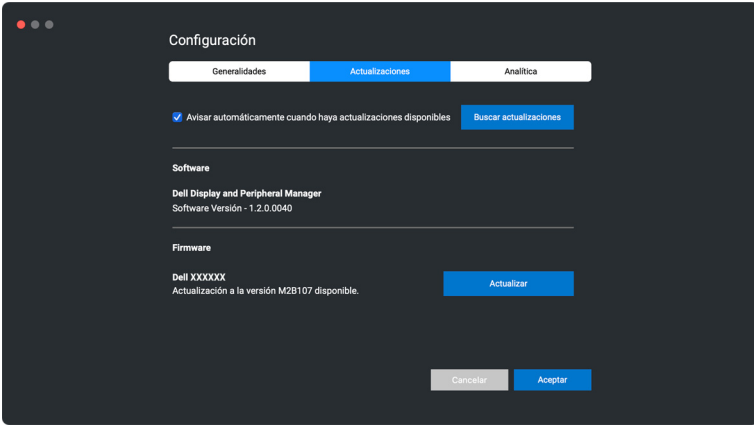 Configuración
Generalidades
Actualizaciones
Analítica
Avisar automáticamente cuando haya actualizaciones disponibles
Buscar actualizaciones
Software
Dell Display and Peripheral Manager
Software Versión - 1.2.0.0040
Firmware
Dell XXXXXX
Actualización a la versión M2B107 disponible.
Actualizar
Cancelar
Aceptar